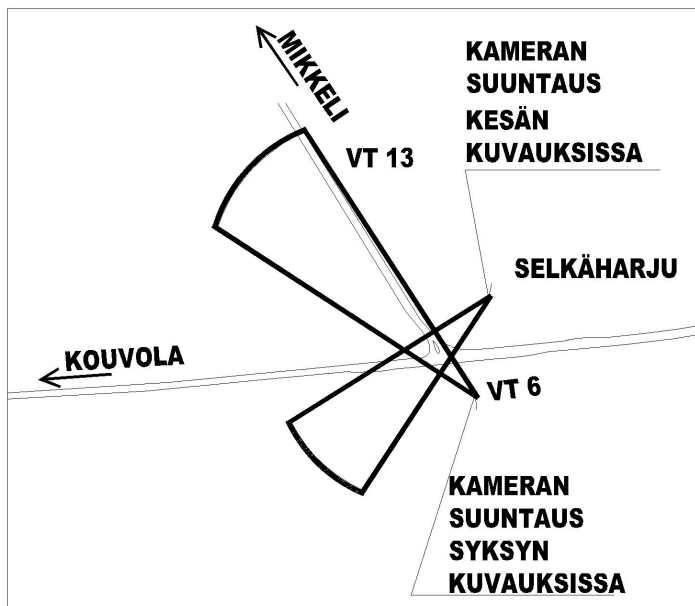 MIKKELI
KAMERAN
SUUNTAUS
KESÄN
KUVAUKSISSA
VT 13
SELKÄHARJU
KOUVOLA
VT 6
KAMERAN
SUUNTAUS
SYKSYN
KUVAUKSISSA